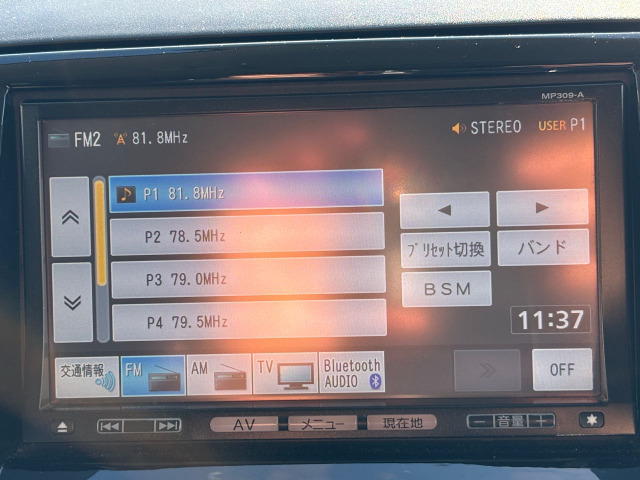 MP309-A
FM2 81.8MHz STEREO USER P1
P1 81.8MHz
P2 78.5MHz
P3 79.0MHz
P4 79.5MHz
プリセット切換 バンド
BSM
11:37
交通情報 FM AM TV Bluetooth AUDIO OFF
AV メニュー 現在地 − 音量 +